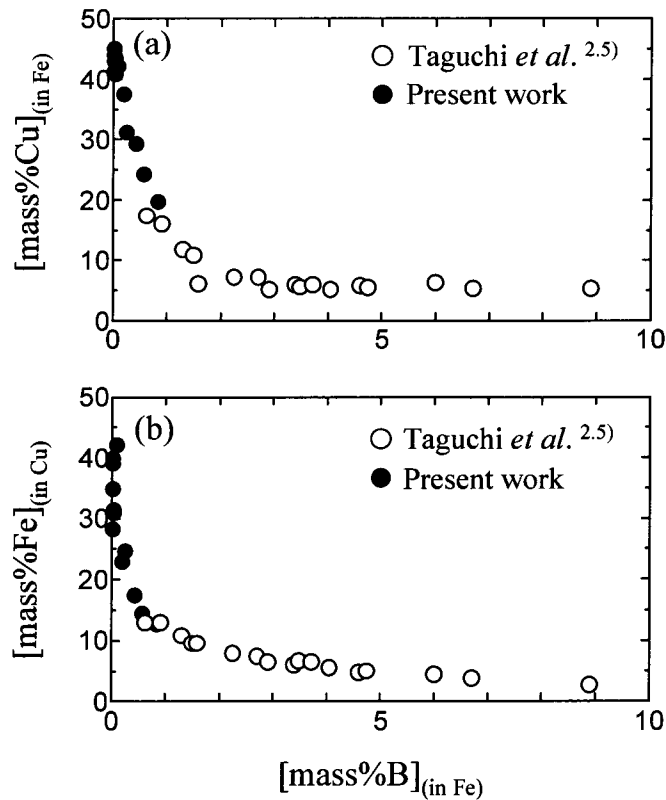 (a)
Taguchi et al. 2.5)
Present work
[mass%Cu](in Fe)
50
40
30
20
10
0
0 5 10
(b)
Taguchi et al. 2.5)
Present work
[mass%Fe](in Cu)
50
40
30
20
10
0
0 5 10
[mass%B](in Fe)